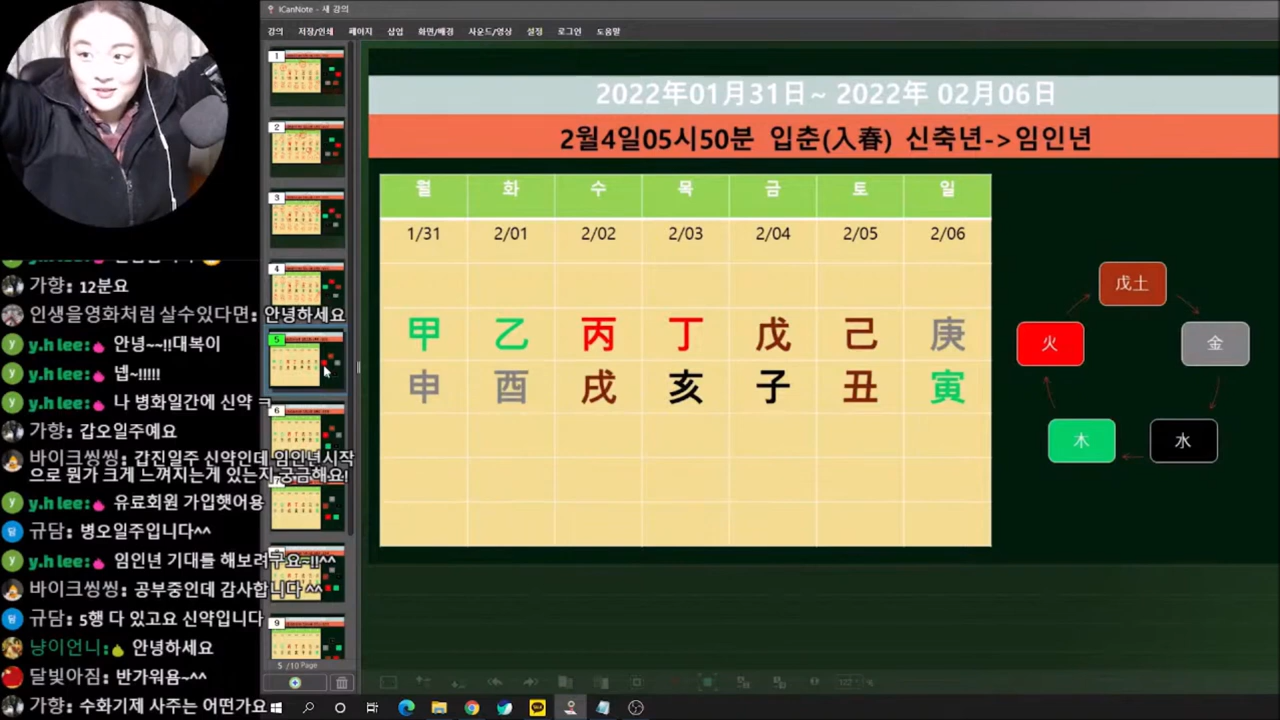 ICanNote - 새 강의
강의 저장/인쇄 페이지 삽입 화면/배경 사운드/영상 설정 로그인 도움말
2022年01月31日~ 2022年 02月06日
2월4일05시50분 입춘(入春) 신축년->임인년
월 화 수 목 금 토 일
1/31 2/01 2/02 2/03 2/04 2/05 2/06
甲 乙 丙 丁 戊 己 庚
申 酉 戌 亥 子 丑 寅
戊土
火 金
木 水
1
2
3
4
5
6
9
5 /10 Page
가향: 12분요
인생을영화처럼 살수있다면: 안녕하세요
y.h lee: 안녕~~!!대복이
y.h lee: 넵~!!!!!
y.h lee: 나 병화일간에 신약 ㅋ
가향: 갑오일주예요
바이크씽씽: 갑진일주 신약인데 임인년시작
으로 뭔가 크게 느껴지는게 있는지 궁금해요!
y.h lee: 유료회원 가입햇어용
규담: 병오일주입니다^^
y.h lee: 임인년 기대를 해보려구요~!!^^
바이크씽씽: 공부중인데 감사합니다 ^^
규담: 5행 다 있고요 신약입니다
냥이언니: 안녕하세요
달빛아짐: 반가워욤~^^
가향: 수화기제 사주는 어떤가요